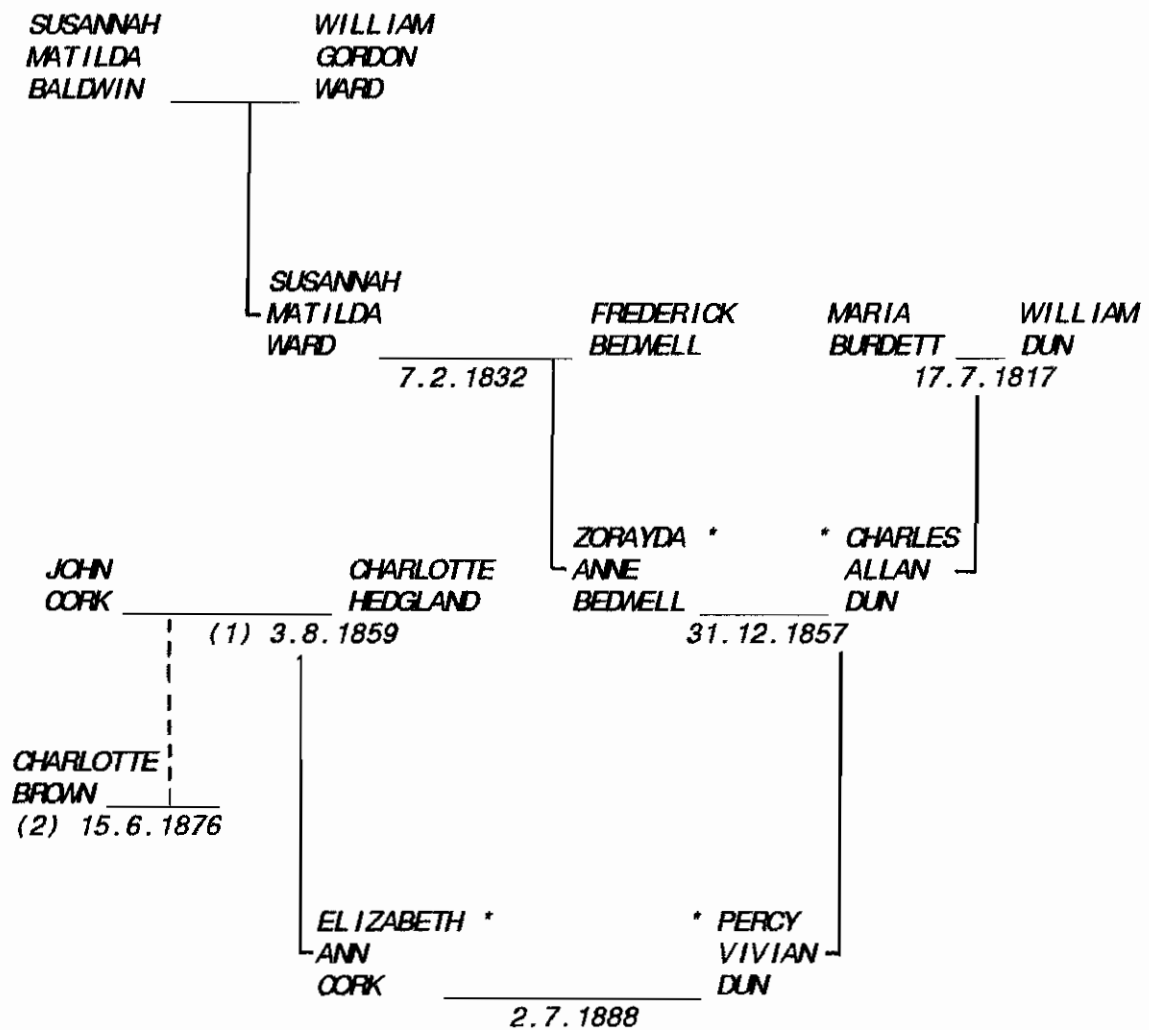 SUSANNAH WILLIAM
MATILDA GORDON
BALDWIN WARD
SUSANNAH
MATILDA FREDERICK MARIA WILLIAM
WARD BEDWELL BURDETT DUN
7.2.1832 17.7.1817
ZORAYDA * * CHARLES
JOHN CHARLOTTE ANNE ALLAN
CORK HEDGLAND BEDWELL DUN
(1) 3.8.1859 31.12.1857
CHARLOTTE
BROWN
(2) 15.6.1876
ELIZABETH * * PERCY
ANN VIVIAN
CORK DUN
2.7.1888